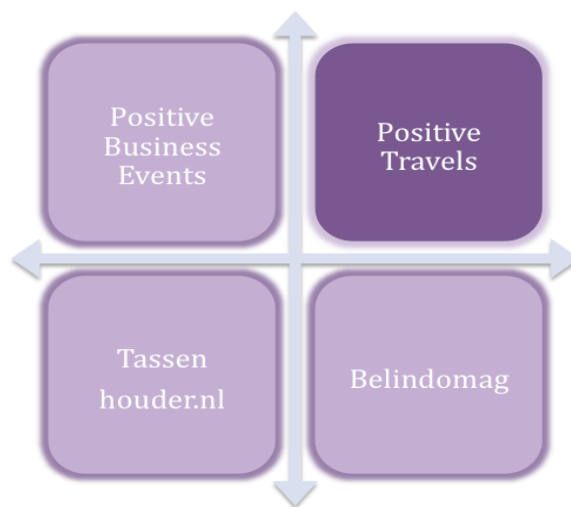 Positive
Business
Events
Positive
Travels
Tassen
houder.nl
Belindomag